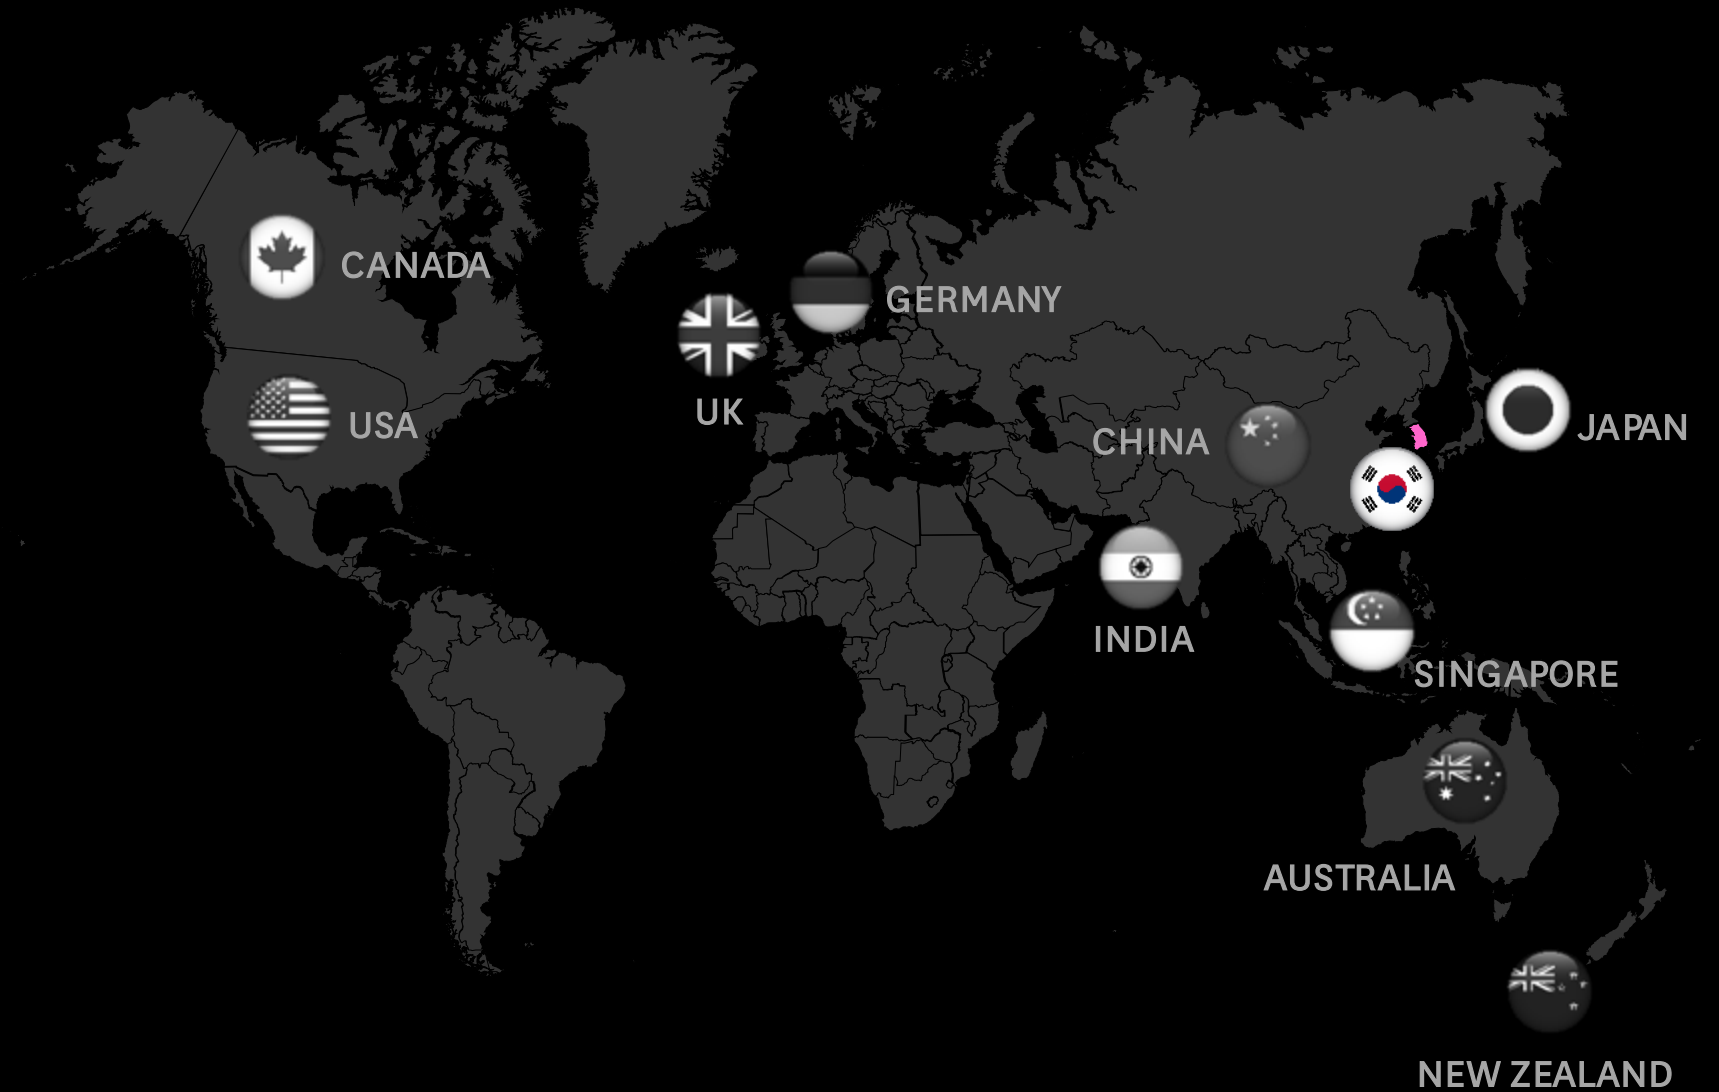 CANADA
GERMANY
UK
USA
CHINA
JAPAN
INDIA
SINGAPORE
AUSTRALIA
NEW ZEALAND